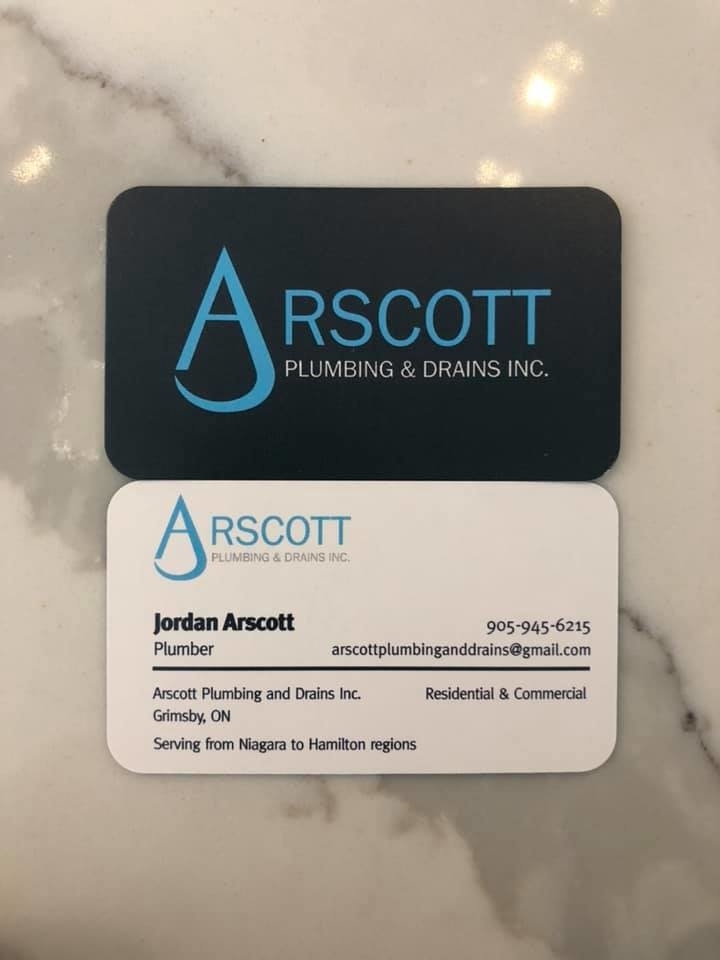 ARSCOTT
PLUMBING & DRAINS INC.
ARSCOTT
PLUMBING & DRAINS INC.
Jordan Arscott
905-945-6215
Plumber
arscottplumbinganddrains@gmail.com
Arscott Plumbing and Drains Inc.
Residential & Commercial
Grimsby, ON
Serving from Niagara to Hamilton regions